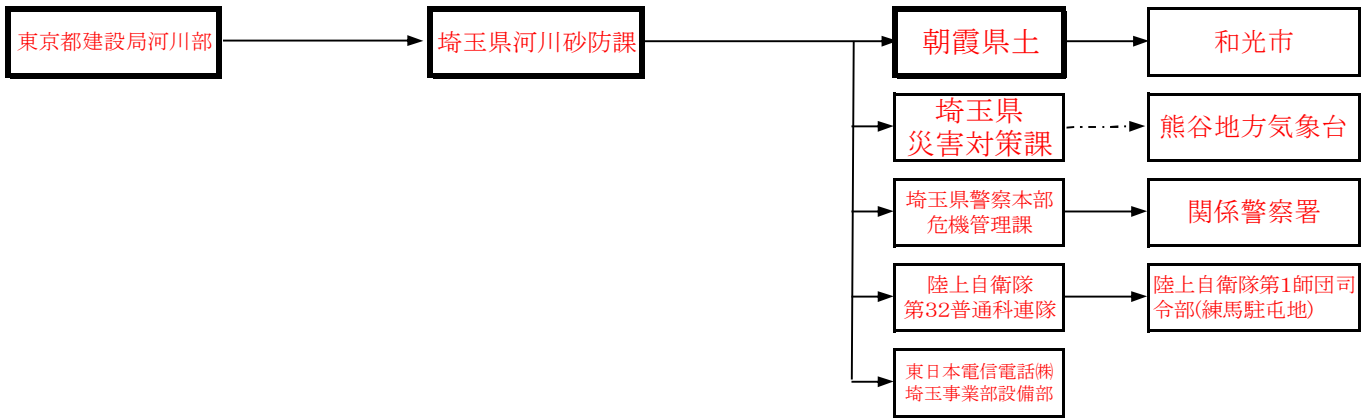 東京都建設局河川部
埼玉県河川砂防課
朝霞県土
和光市
埼玉県
災害対策課
熊谷地方気象台
埼玉県警察本部
危機管理課
関係警察署
陸上自衛隊
第32普通科連隊
陸上自衛隊第1師団司
令部(練馬駐屯地)
東日本電信電話㈱
埼玉事業部設備部